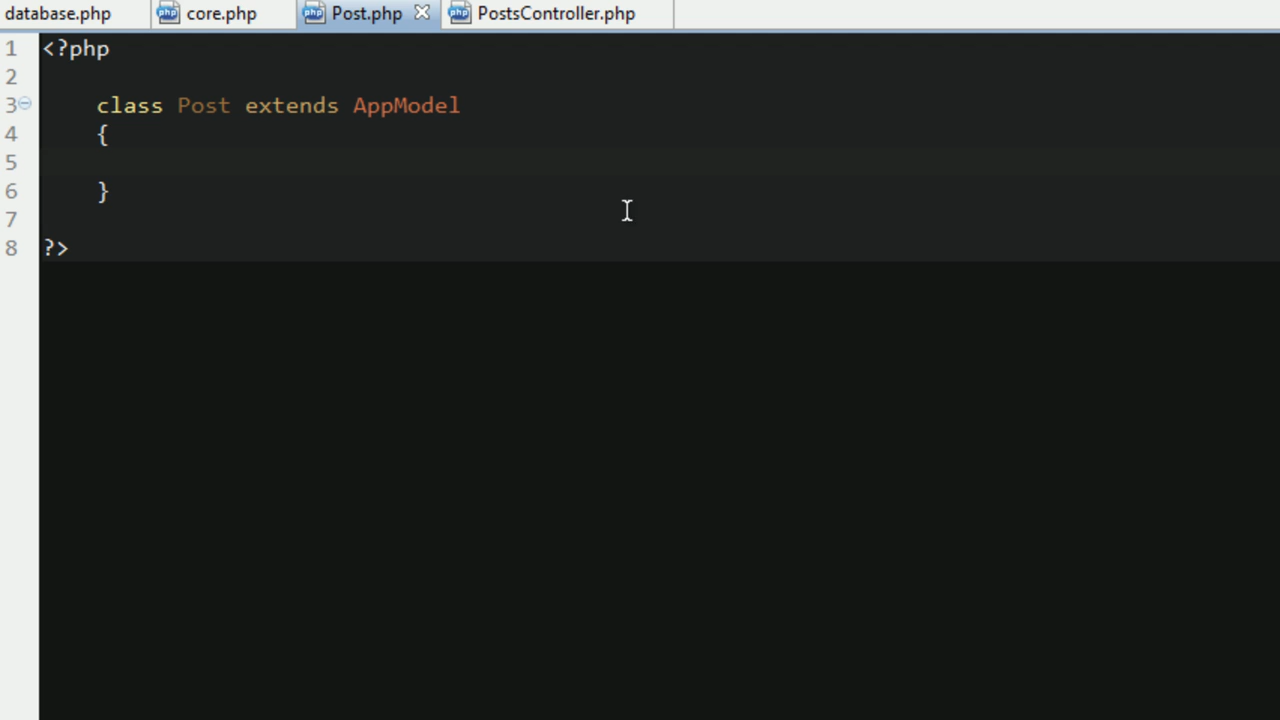 database.php core.php Post.php PostsController.php
1 <?php
2
3 class Post extends AppModel
4 {
5
6 }
7
8 ?>